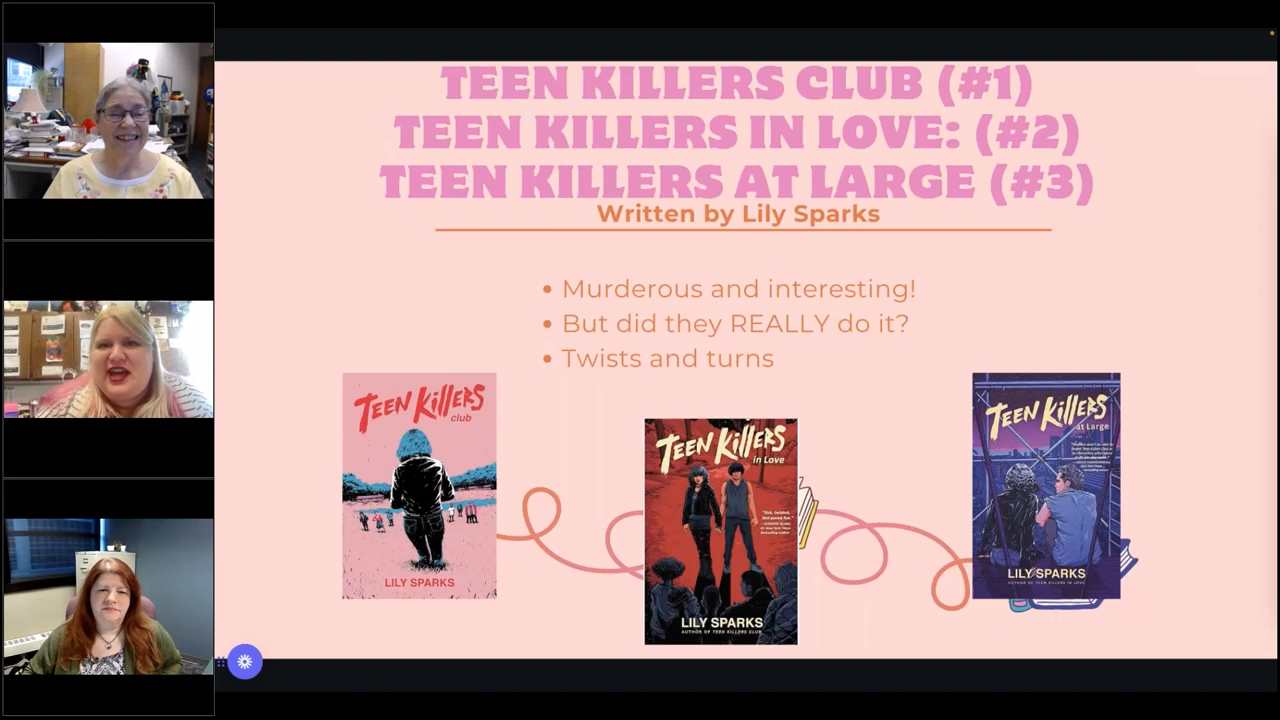 TEEN KILLERS CLUB (#1)
TEEN KILLERS IN LOVE: (#2)
TEEN KILLERS AT LARGE (#3)
Written by Lily Sparks
• Murderous and interesting!
• But did they REALLY do it?
• Twists and turns
TEEN KiLLERS
club
LILY SPARKS
TEEN KiLLERS
in Love
LILY SPARKS
AUTHOR OF TEEN KILLERS CLUB
TEEN KiLLERS
at Large
LILY SPARKS
AUTHOR OF TEEN KILLERS IN LOVE